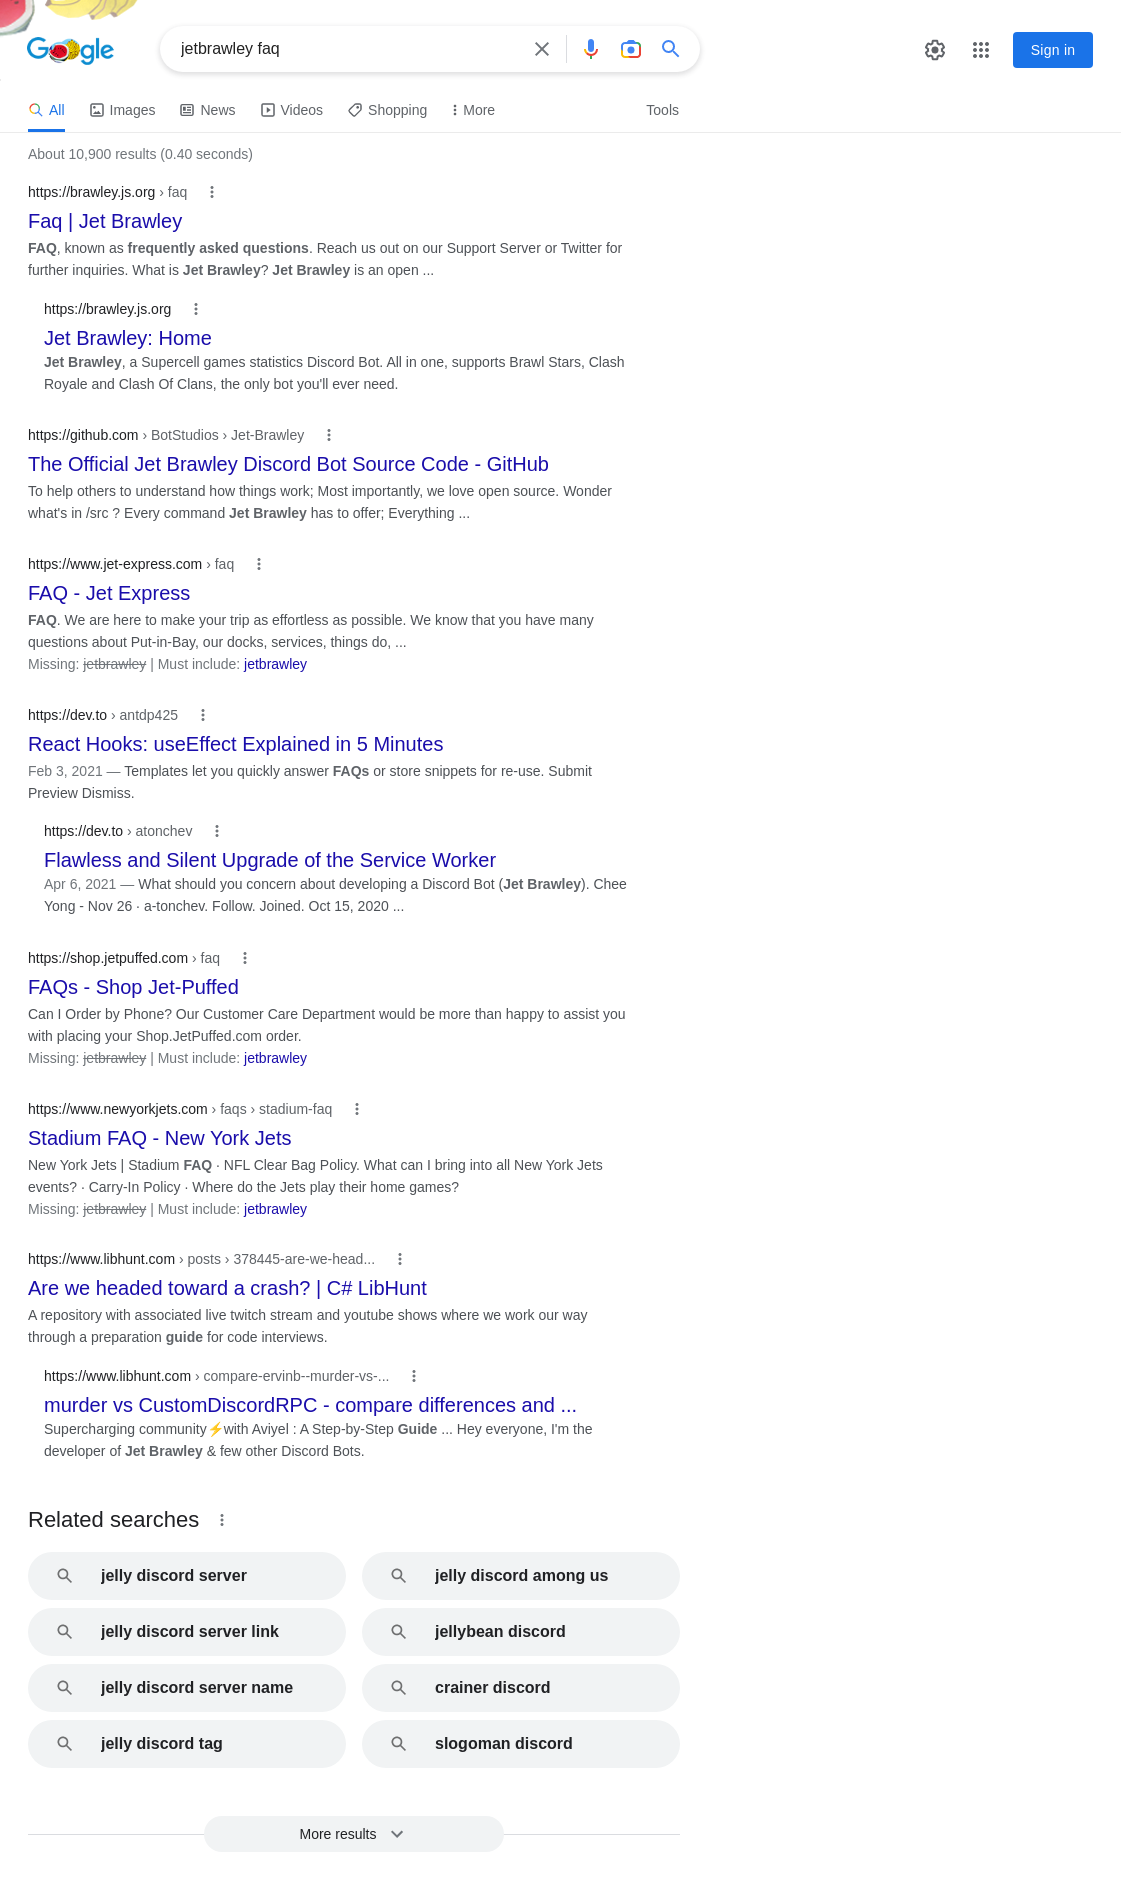 Google
jetbrawley faq
Sign in
All Images News Videos Shopping More Tools
About 10,900 results (0.40 seconds)
https://brawley.js.org › faq
Faq | Jet Brawley
FAQ, known as frequently asked questions. Reach us out on our Support Server or Twitter for
further inquiries. What is Jet Brawley? Jet Brawley is an open ...
https://brawley.js.org
Jet Brawley: Home
Jet Brawley, a Supercell games statistics Discord Bot. All in one, supports Brawl Stars, Clash
Royale and Clash Of Clans, the only bot you'll ever need.
https://github.com › BotStudios › Jet-Brawley
The Official Jet Brawley Discord Bot Source Code - GitHub
To help others to understand how things work; Most importantly, we love open source. Wonder
what's in /src ? Every command Jet Brawley has to offer; Everything ...
https://www.jet-express.com › faq
FAQ - Jet Express
FAQ. We are here to make your trip as effortless as possible. We know that you have many
questions about Put-in-Bay, our docks, services, things do, ...
Missing: jetbrawley | Must include: jetbrawley
https://dev.to › antdp425
React Hooks: useEffect Explained in 5 Minutes
Feb 3, 2021 — Templates let you quickly answer FAQs or store snippets for re-use. Submit
Preview Dismiss.
https://dev.to › atonchev
Flawless and Silent Upgrade of the Service Worker
Apr 6, 2021 — What should you concern about developing a Discord Bot (Jet Brawley). Chee
Yong - Nov 26 · a-tonchev. Follow. Joined. Oct 15, 2020 ...
https://shop.jetpuffed.com › faq
FAQs - Shop Jet-Puffed
Can I Order by Phone? Our Customer Care Department would be more than happy to assist you
with placing your Shop.JetPuffed.com order.
Missing: jetbrawley | Must include: jetbrawley
https://www.newyorkjets.com › faqs › stadium-faq
Stadium FAQ - New York Jets
New York Jets | Stadium FAQ · NFL Clear Bag Policy. What can I bring into all New York Jets
events? · Carry-In Policy · Where do the Jets play their home games?
Missing: jetbrawley | Must include: jetbrawley
https://www.libhunt.com › posts › 378445-are-we-head...
Are we headed toward a crash? | C# LibHunt
A repository with associated live twitch stream and youtube shows where we work our way
through a preparation guide for code interviews.
https://www.libhunt.com › compare-ervinb--murder-vs-...
murder vs CustomDiscordRPC - compare differences and ...
Supercharging community⚡with Aviyel : A Step-by-Step Guide ... Hey everyone, I'm the
developer of Jet Brawley & few other Discord Bots.
Related searches
jelly discord server
jelly discord among us
jelly discord server link
jellybean discord
jelly discord server name
crainer discord
jelly discord tag
slogoman discord
More results